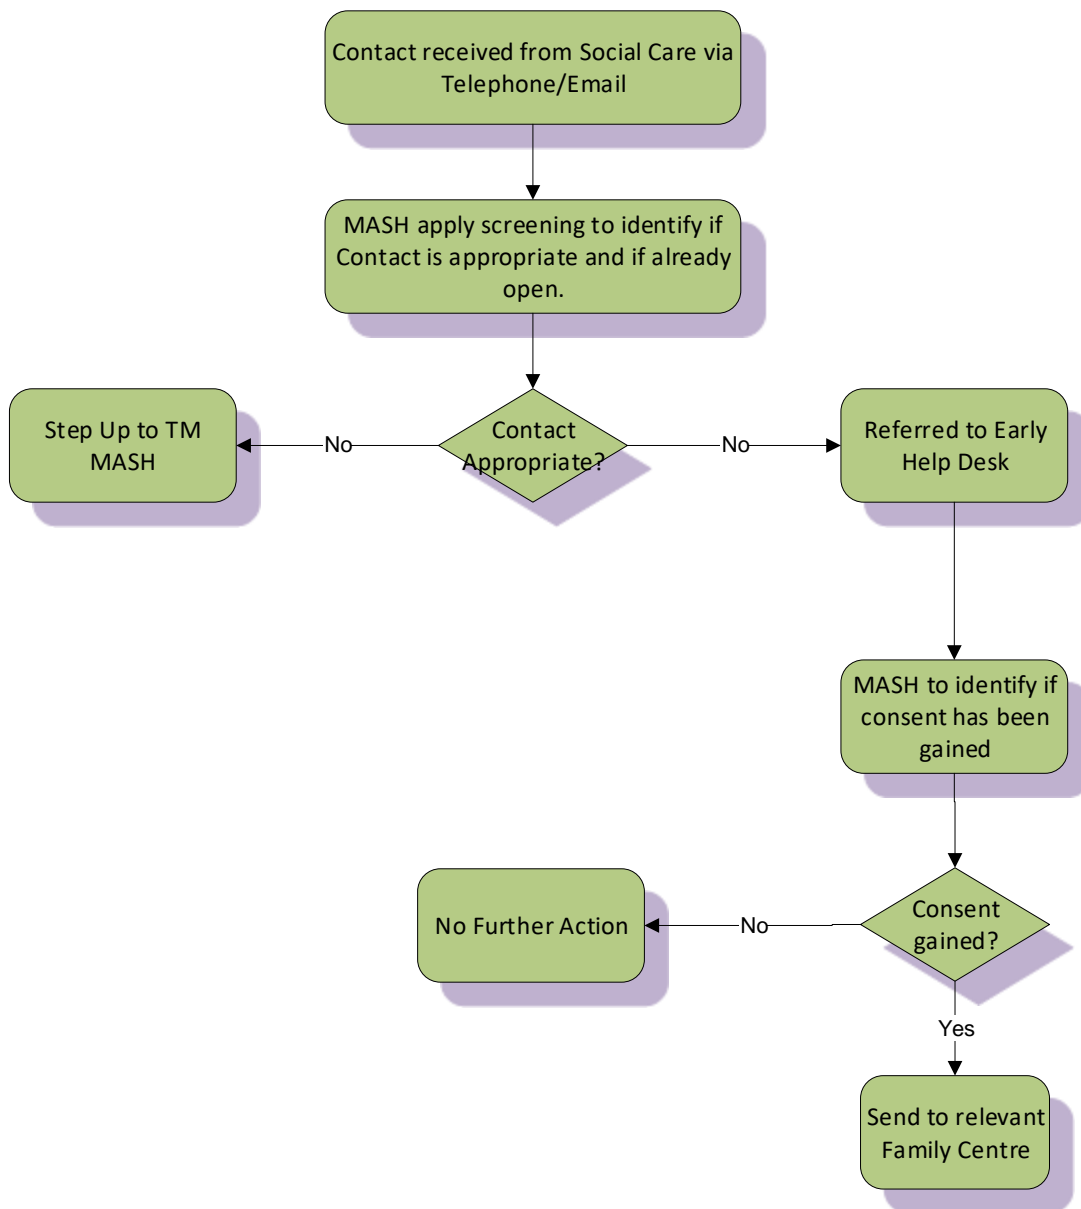 Contact received from Social Care via
Telephone/Email
MASH apply screening to identify if
Contact is appropriate and if already
open.
Step Up to TM
MASH
No
Contact
Appropriate?
No
Referred to Early
Help Desk
MASH to identify if
consent has been
gained
No Further Action
No
Consent
gained?
Yes
Send to relevant
Family Centre